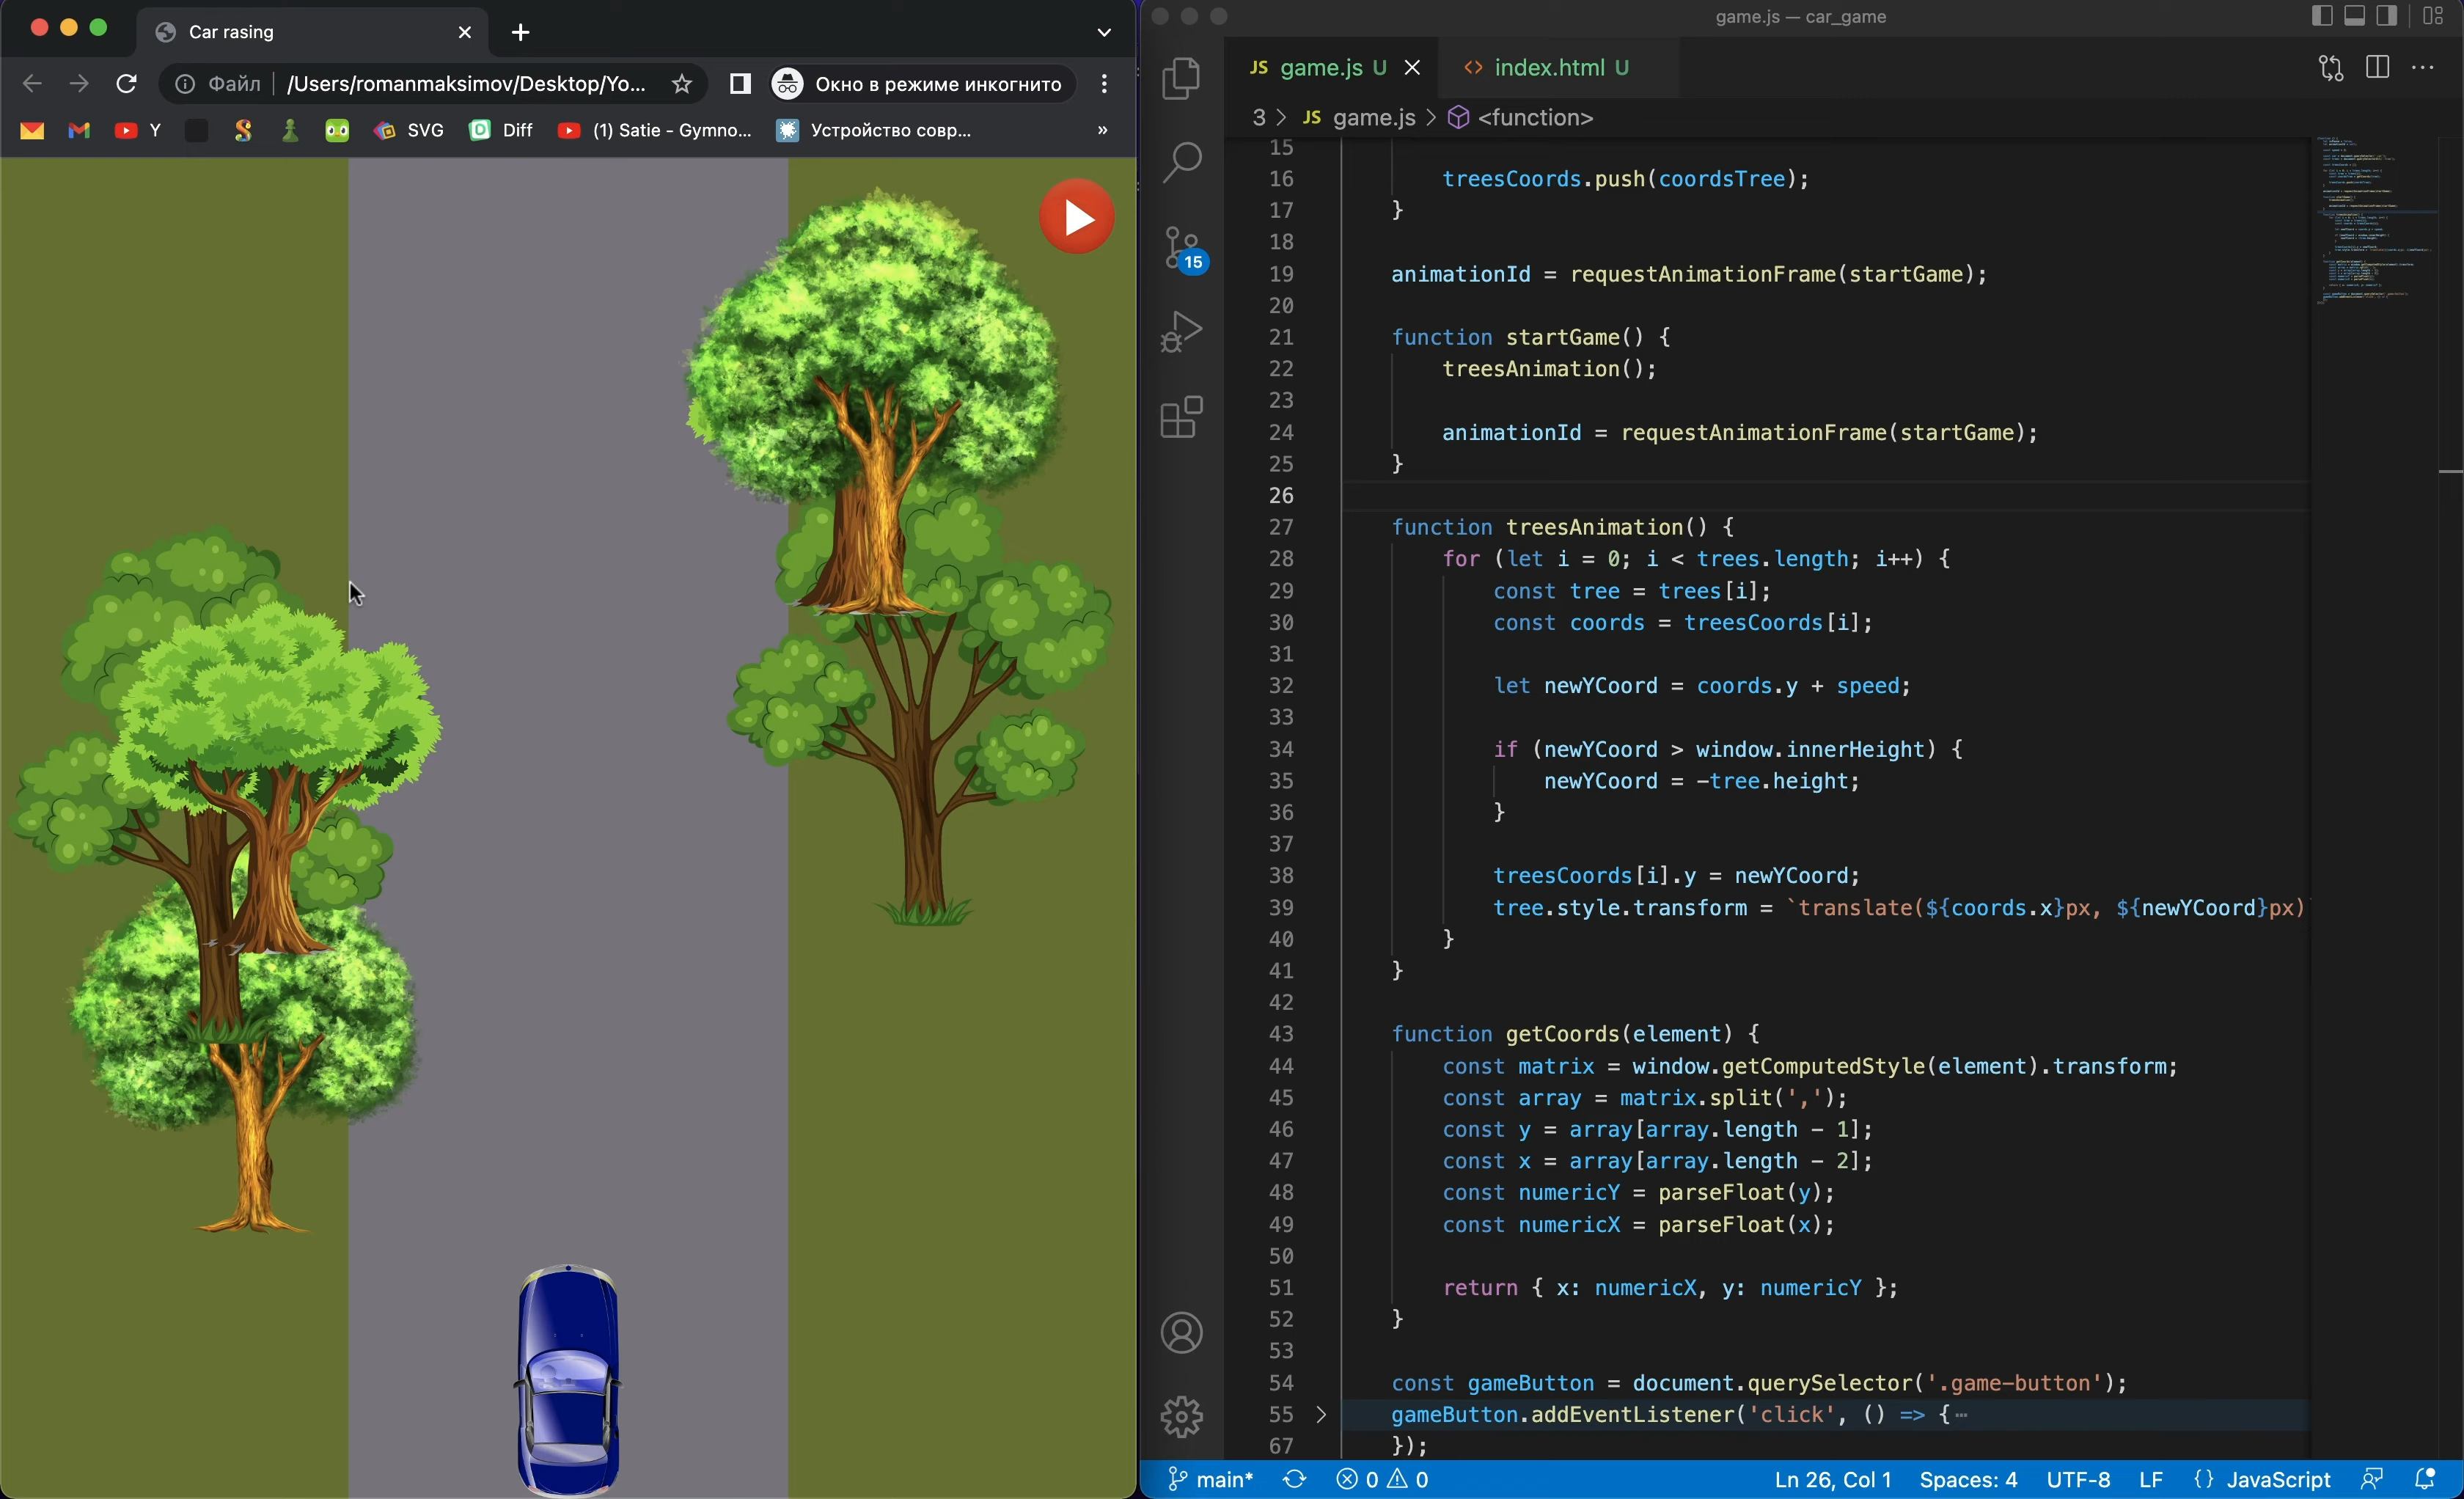 Car rasing
Файл /Users/romanmaksimov/Desktop/Yo... Окно в режиме инкогнито
Y SVG Diff (1) Satie - Gymno... Устройство совр... »
game.js — car_game
JS game.js U index.html U
3 > JS game.js > <function>
15
15
16 treesCoords.push(coordsTree);
17 }
18
19 animationId = requestAnimationFrame(startGame);
20
21 function startGame() {
22 treesAnimation();
23
24 animationId = requestAnimationFrame(startGame);
25 }
26
27 function treesAnimation() {
28 for (let i = 0; i < trees.length; i++) {
29 const tree = trees[i];
30 const coords = treesCoords[i];
31
32 let newYCoord = coords.y + speed;
33
34 if (newYCoord > window.innerHeight) {
35 newYCoord = -tree.height;
36 }
37
38 treesCoords[i].y = newYCoord;
39 tree.style.transform = `translate(${coords.x}px, ${newYCoord}px)
40 }
41 }
42
43 function getCoords(element) {
44 const matrix = window.getComputedStyle(element).transform;
45 const array = matrix.split(',');
46 const y = array[array.length - 1];
47 const x = array[array.length - 2];
48 const numericY = parseFloat(y);
49 const numericX = parseFloat(x);
50
51 return { x: numericX, y: numericY };
52 }
53
54 const gameButton = document.querySelector('.game-button');
55 gameButton.addEventListener('click', () => {…
67 });
main* 0 0 Ln 26, Col 1 Spaces: 4 UTF-8 LF {} JavaScript